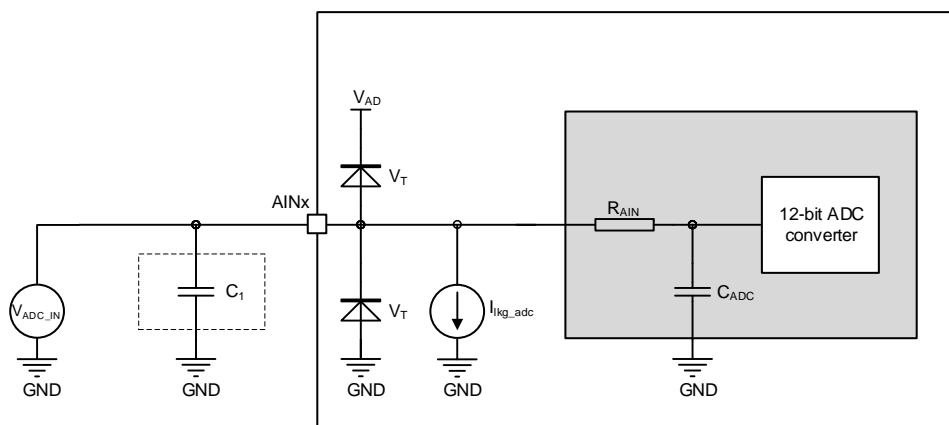 V_AD
V_T
AINx
R_AIN
12-bit ADC
converter
V_ADC_IN
C_1
V_T
I_lkg_adc
C_ADC
GND
GND
GND
GND
GND